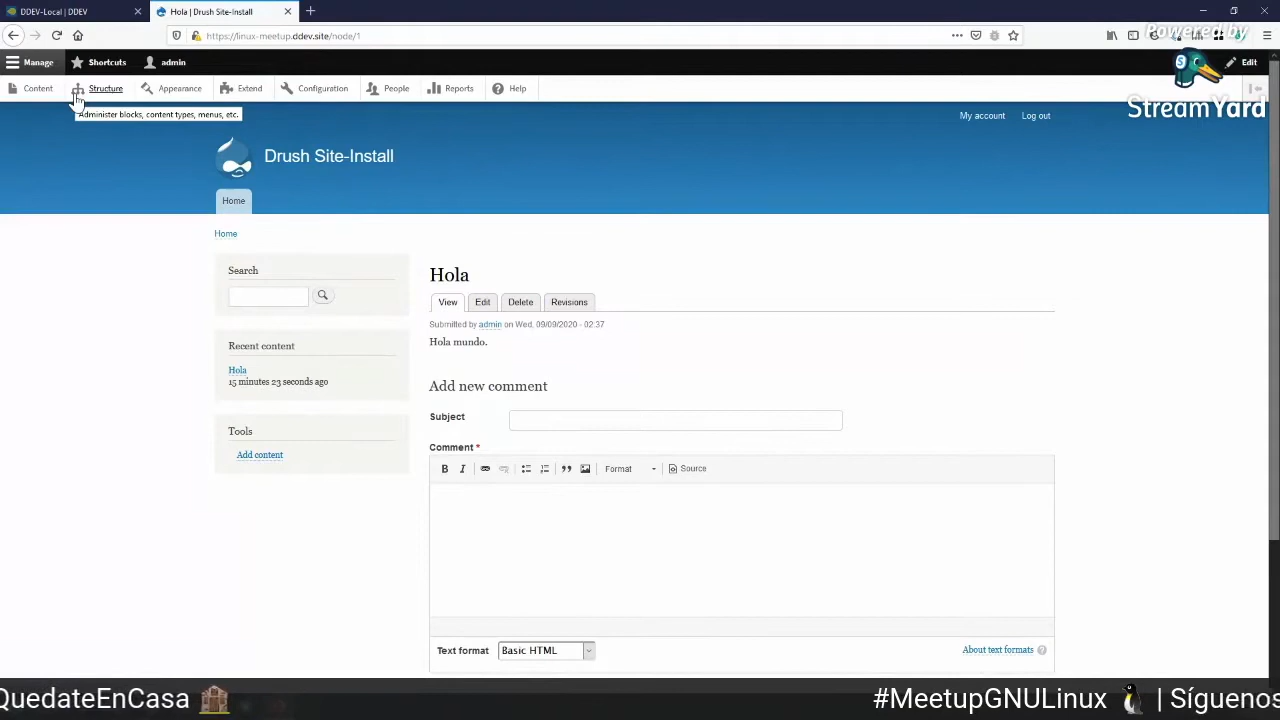 DDEV-Local | DDEV
Hola | Drush Site-Install
https://linux-meetup.ddev.site/node/1
Powered by
StreamYard
Manage
Shortcuts
admin
Edit
Content
Structure
Appearance
Extend
Configuration
People
Reports
Help
Administer blocks, content types, menus, etc.
My account
Log out
Drush Site-Install
Home
Home
Search
Recent content
Hola
15 minutes 23 seconds ago
Tools
Add content
Hola
View
Edit
Delete
Revisions
Submitted by admin on Wed, 09/09/2020 - 02:37
Hola mundo.
Add new comment
Subject
Comment *
B
I
Format
Source
Text format
Basic HTML
About text formats
QuedateEnCasa
#MeetupGNULinux
| Síguenos